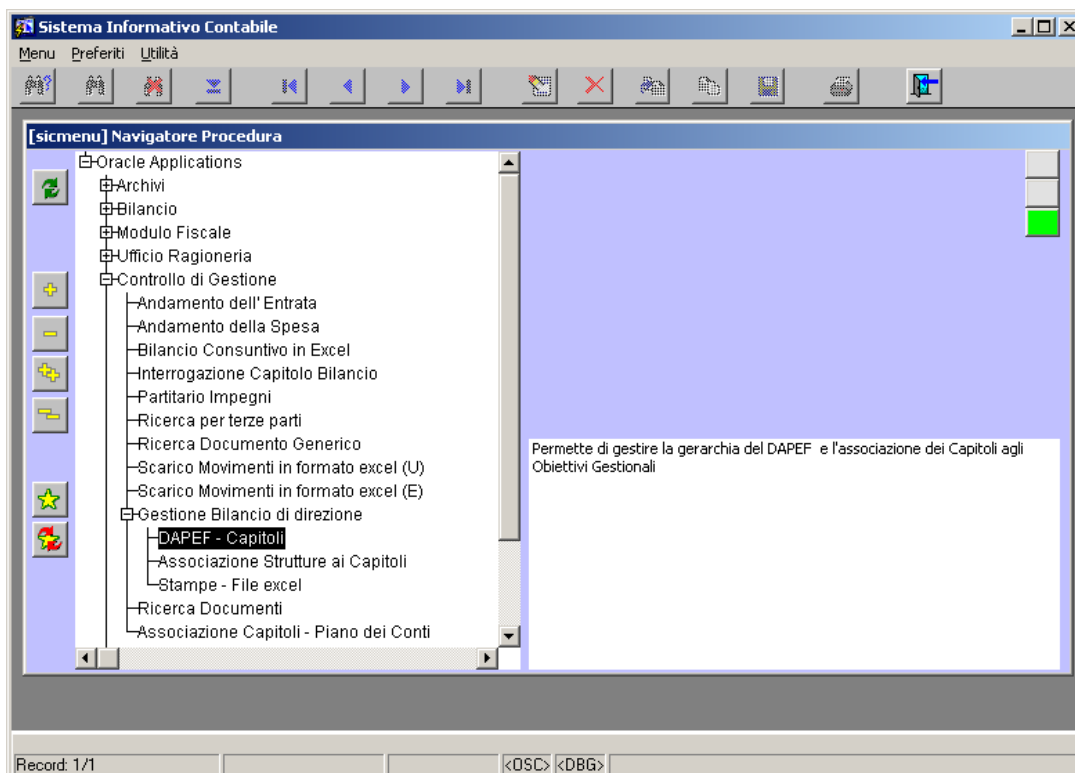 Sistema Informativo Contabile
Menu Preferiti Utilità
[sicmenu] Navigatore Procedura
Oracle Applications
Archivi
Bilancio
Modulo Fiscale
Ufficio Ragioneria
Controllo di Gestione
Andamento dell' Entrata
Andamento della Spesa
Bilancio Consuntivo in Excel
Interrogazione Capitolo Bilancio
Partitario Impegni
Ricerca per terze parti
Ricerca Documento Generico
Scarico Movimenti in formato excel (U)
Scarico Movimenti in formato excel (E)
Gestione Bilancio di direzione
DAPEF - Capitoli
Associazione Strutture ai Capitoli
Stampe - File excel
Ricerca Documenti
Associazione Capitoli - Piano dei Conti
Permette di gestire la gerarchia del DAPEF e l'associazione dei Capitoli agli
Obiettivi Gestionali
Record: 1/1 <OSC> <DBG>